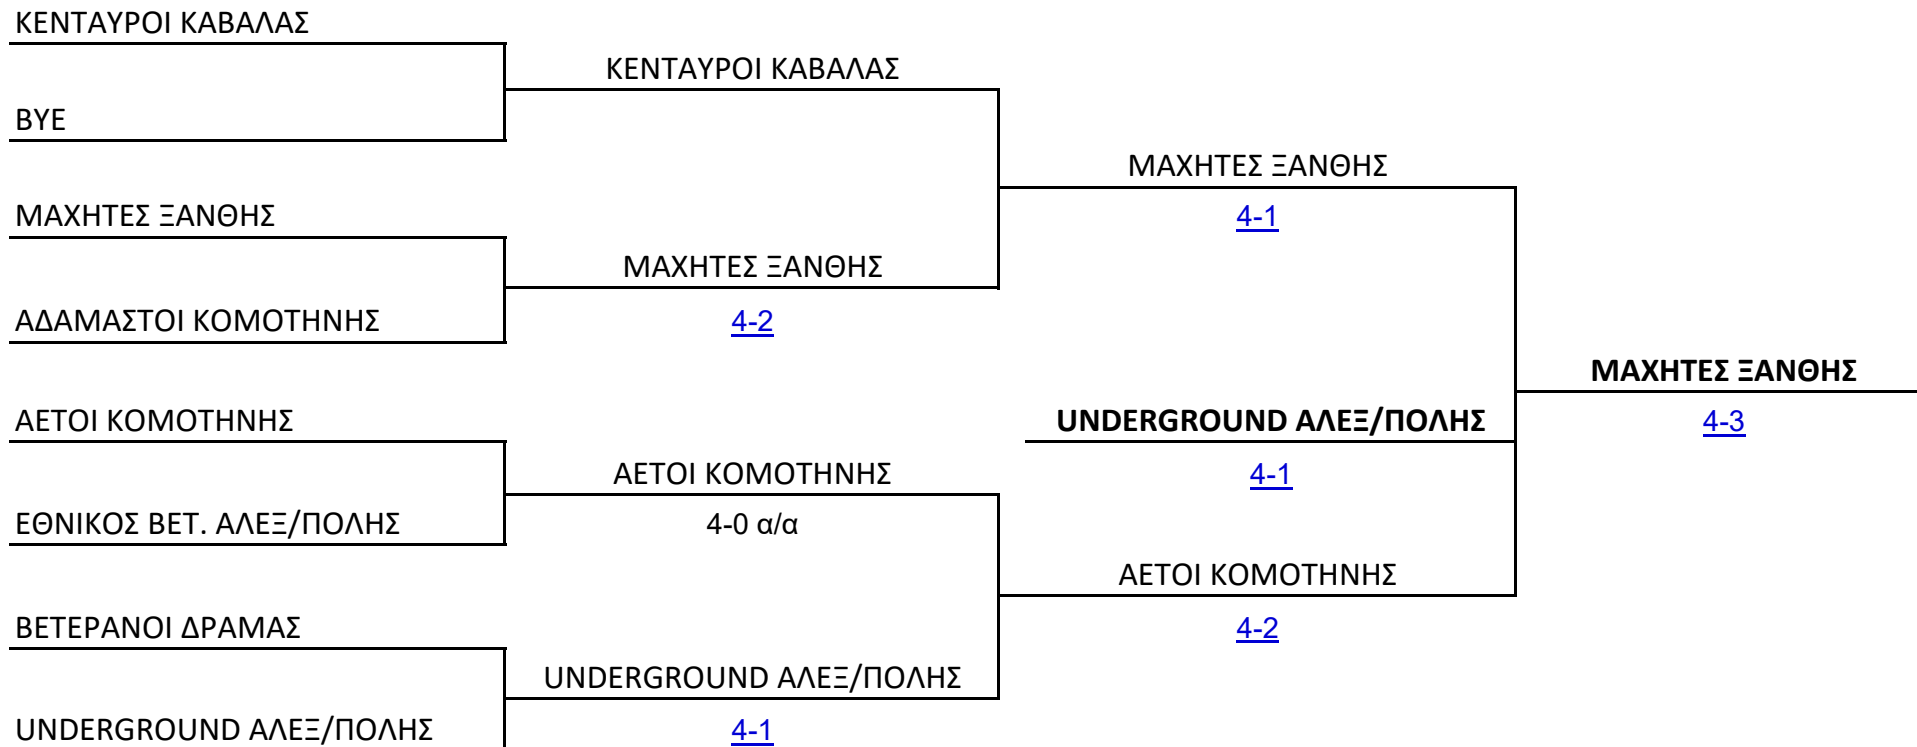 ΚΕΝΤΑΥΡΟΙ ΚΑΒΑΛΑΣ
ΚΕΝΤΑΥΡΟΙ ΚΑΒΑΛΑΣ
BYE
ΜΑΧΗΤΕΣ ΞΑΝΘΗΣ
ΜΑΧΗΤΕΣ ΞΑΝΘΗΣ
4-1
ΜΑΧΗΤΕΣ ΞΑΝΘΗΣ
ΑΔΑΜΑΣΤΟΙ ΚΟΜΟΤΗΝΗΣ
4-2
ΜΑΧΗΤΕΣ ΞΑΝΘΗΣ
ΑΕΤΟΙ ΚΟΜΟΤΗΝΗΣ
UNDERGROUND ΑΛΕΞ/ΠΟΛΗΣ
4-3
ΑΕΤΟΙ ΚΟΜΟΤΗΝΗΣ
4-1
ΕΘΝΙΚΟΣ ΒΕΤ. ΑΛΕΞ/ΠΟΛΗΣ
4-0 α/α
ΑΕΤΟΙ ΚΟΜΟΤΗΝΗΣ
ΒΕΤΕΡΑΝΟΙ ΔΡΑΜΑΣ
4-2
UNDERGROUND ΑΛΕΞ/ΠΟΛΗΣ
UNDERGROUND ΑΛΕΞ/ΠΟΛΗΣ
4-1